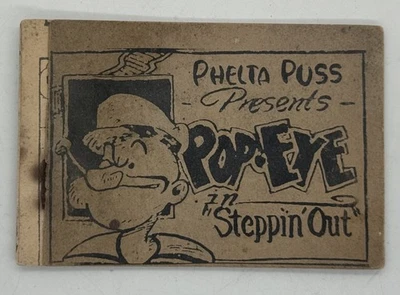 PHELTA PUSS
- Presents -
POP-EYE
In
"Steppin' Out"